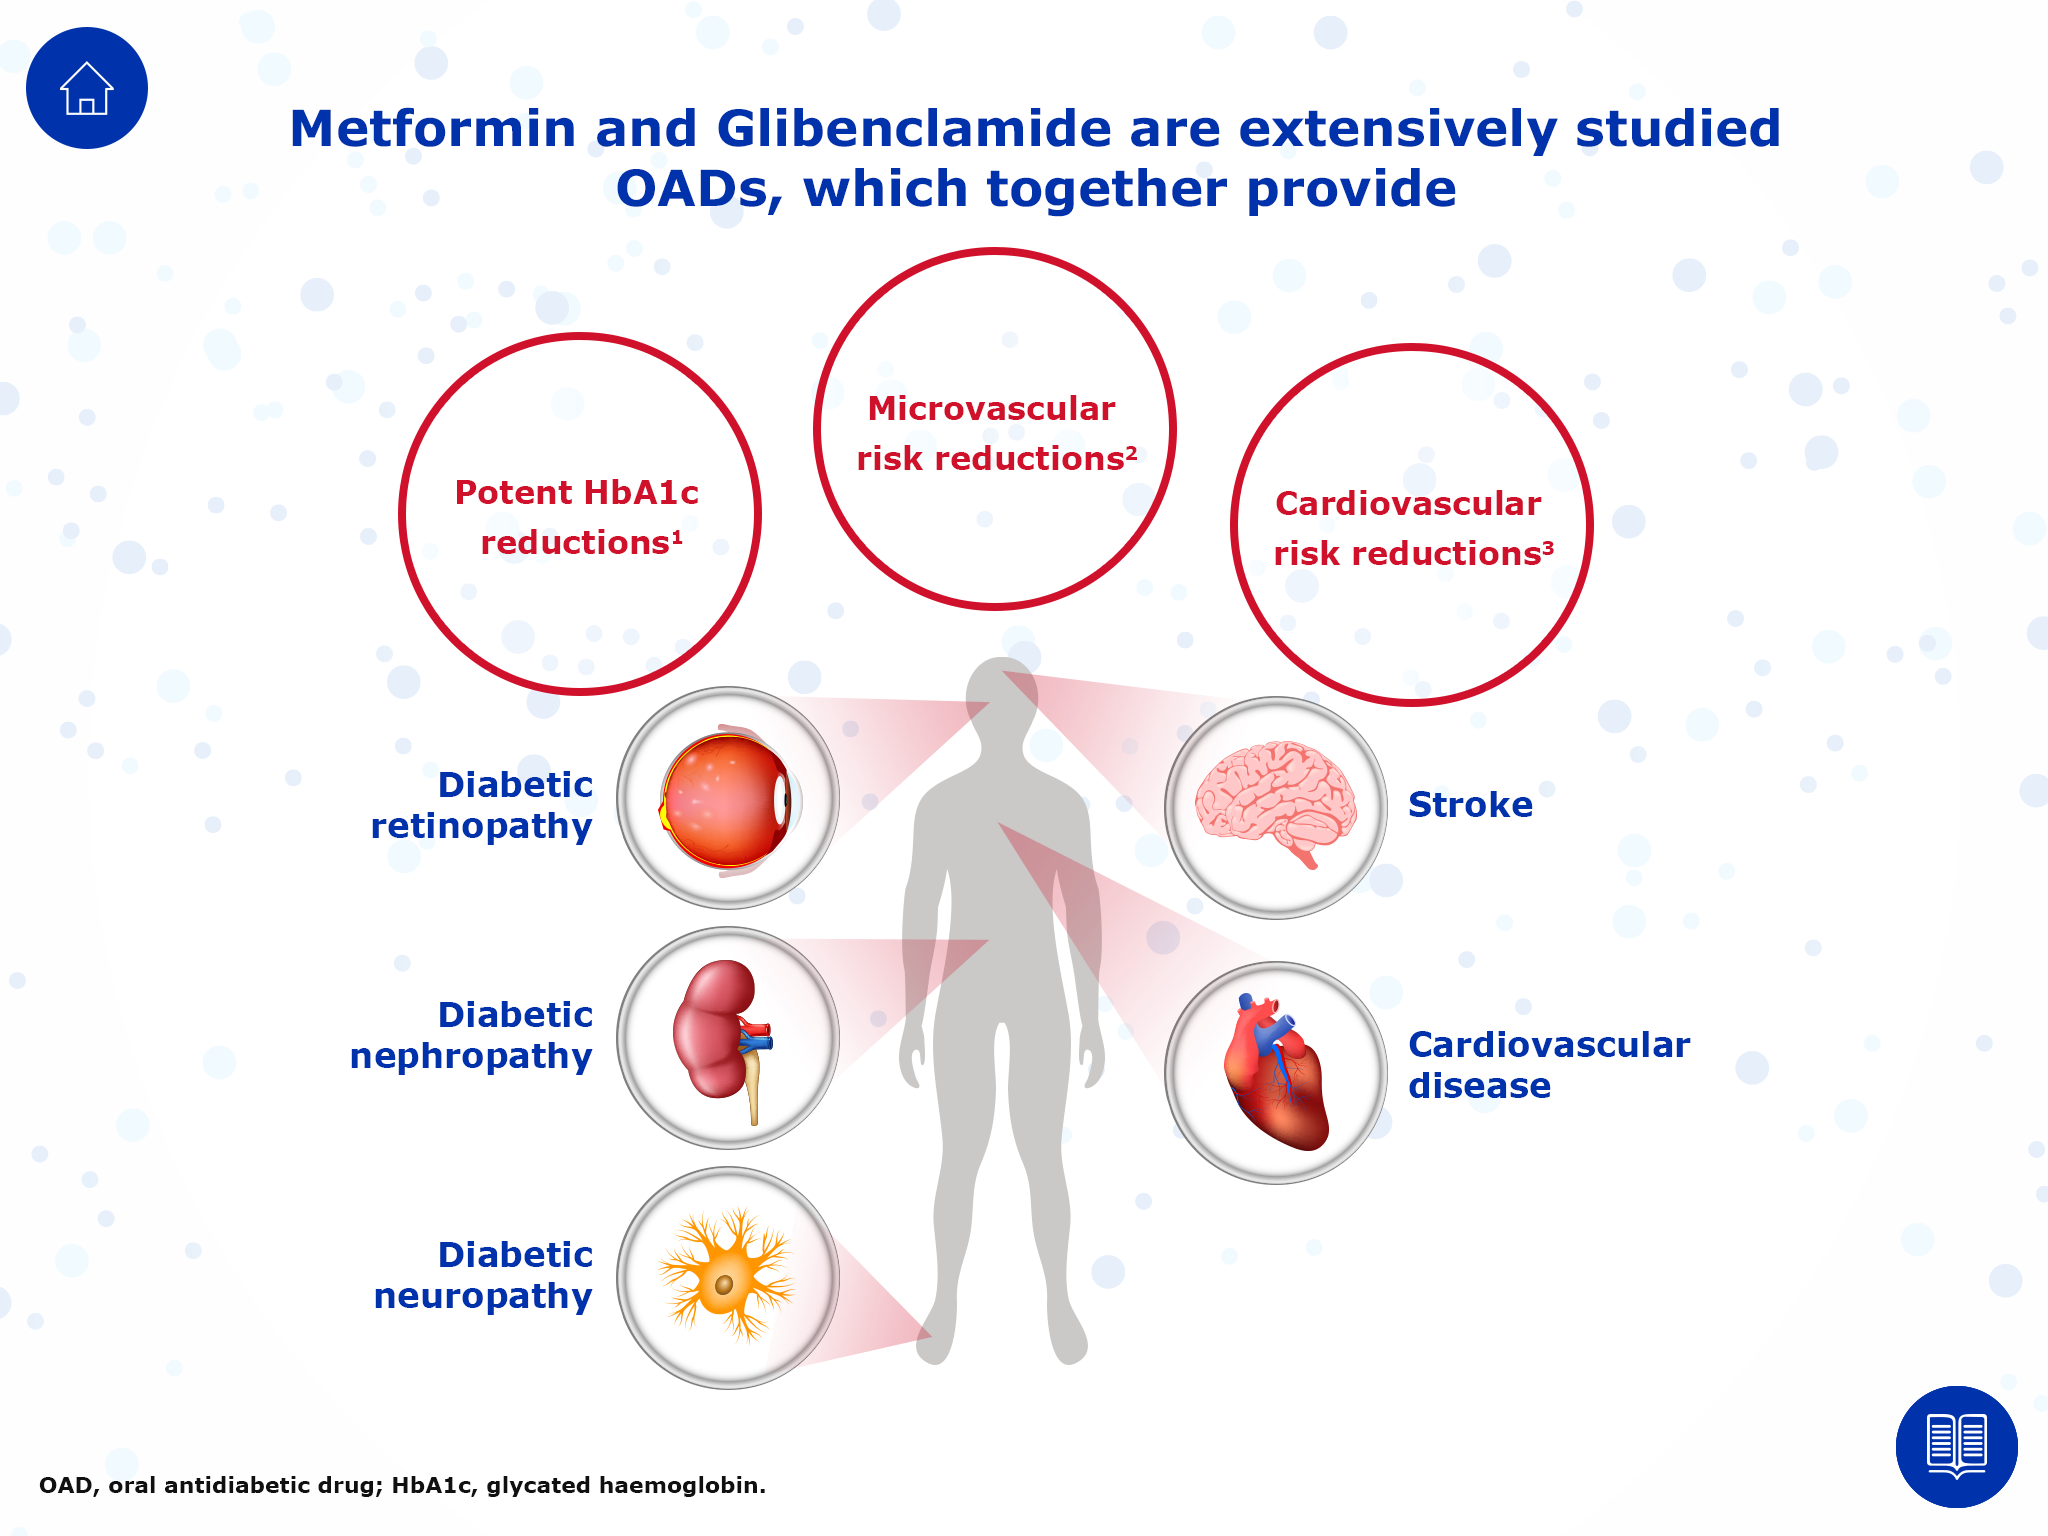 Metformin and Glibenclamide are extensively studied
OADs, which together provide
Potent HbA1c
reductions¹
Microvascular
risk reductions²
Cardiovascular
risk reductions³
Diabetic
retinopathy
Stroke
Diabetic
nephropathy
Cardiovascular
disease
Diabetic
neuropathy
OAD, oral antidiabetic drug; HbA1c, glycated haemoglobin.